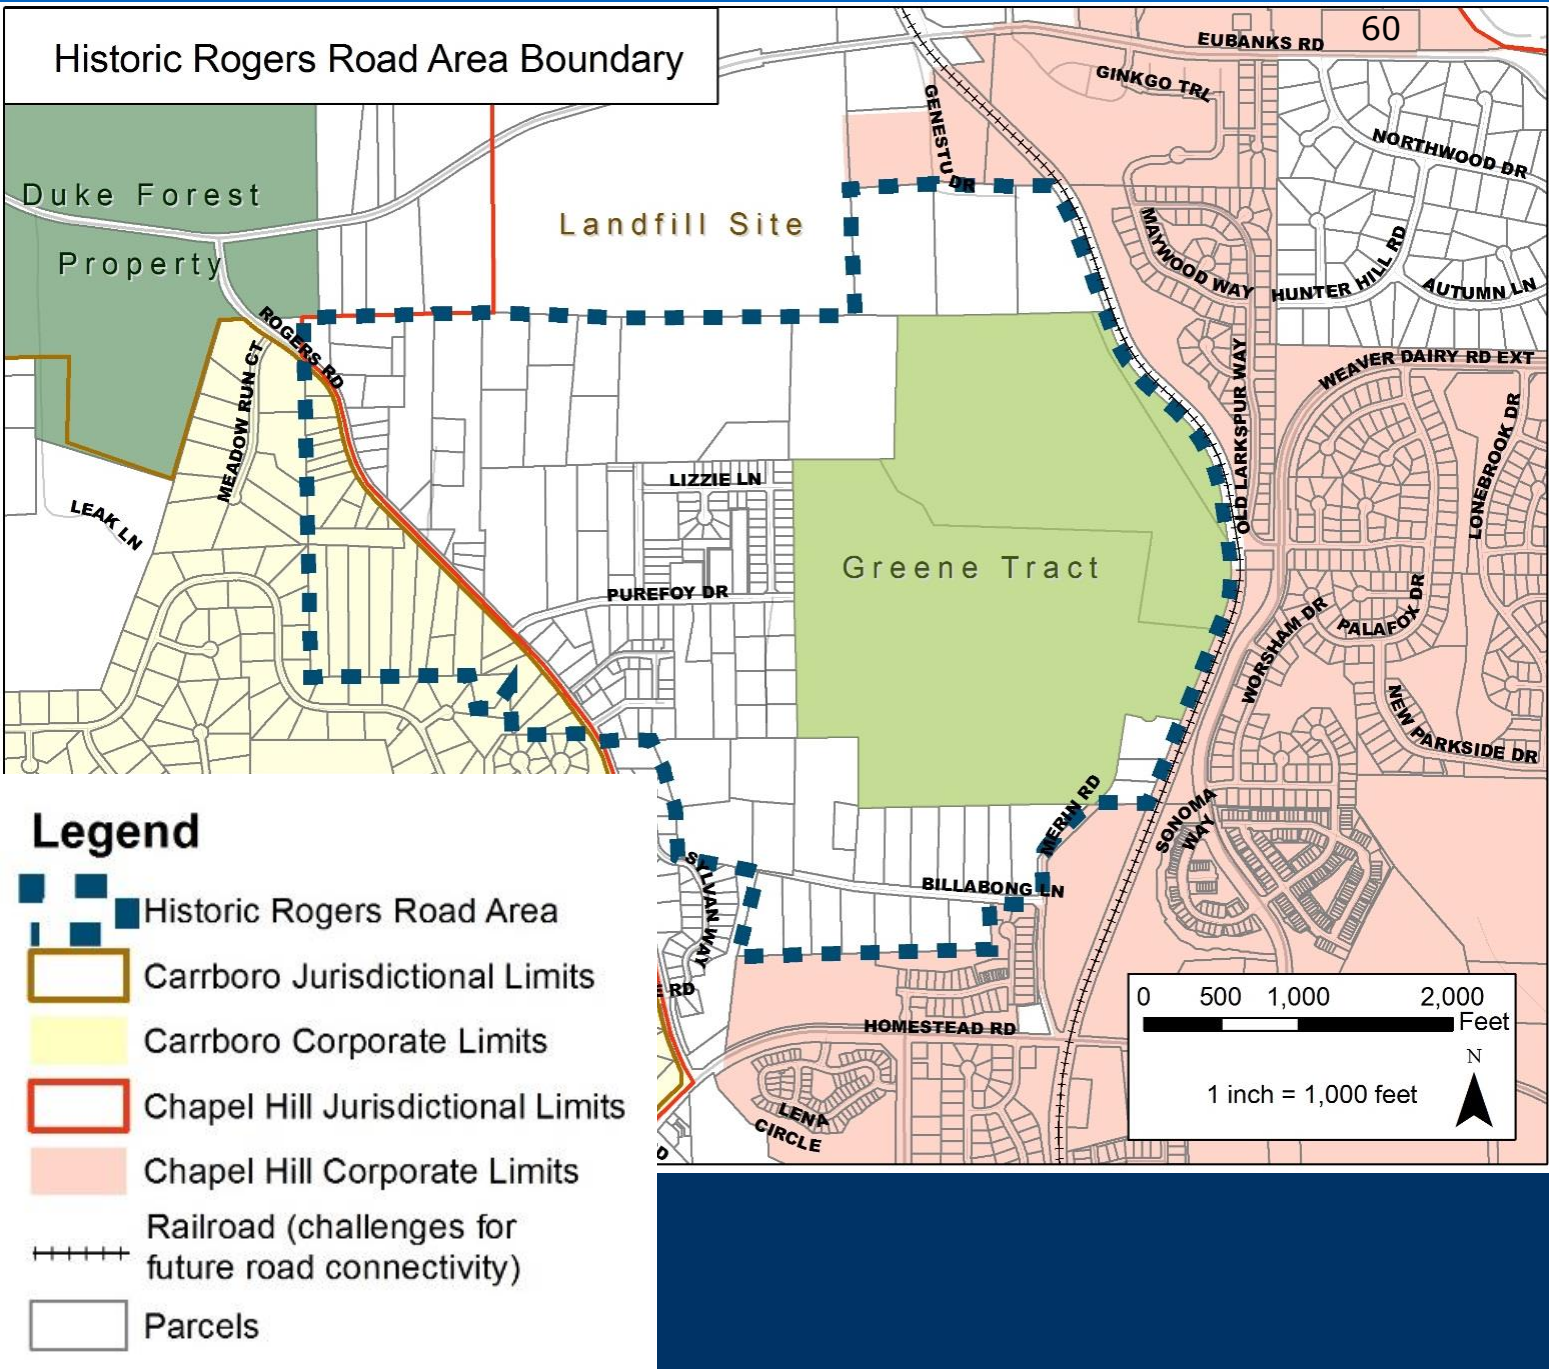 Historic Rogers Road Area Boundary
60
EUBANKS RD
GINKGO TRL
GENESTU DR
NORTHWOOD DR
Duke Forest
Property
Landfill Site
MAYWOOD WAY
HUNTER HILL RD
AUTUMN LN
ROGERS RD
MEADOW RUN CT
OLD LARKSPUR WAY
WEAVER DAIRY RD EXT
LONEBROOK DR
LEAK LN
LIZZIE LN
Greene Tract
PUREFOY DR
WORSHAM DR
PALAFOX DR
NEW PARKSIDE DR
MERIN RD
SONOMA
WAY
SYLVAN WAY
BILLABONG LN
E RD
HOMESTEAD RD
LENA
CIRCLE
D
0 500 1,000 2,000
Feet
N
1 inch = 1,000 feet
Legend
Historic Rogers Road Area
Carrboro Jurisdictional Limits
Carrboro Corporate Limits
Chapel Hill Jurisdictional Limits
Chapel Hill Corporate Limits
Railroad (challenges for
future road connectivity)
Parcels